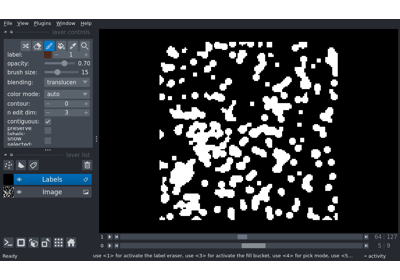 File View Plugins Window Help
layer controls
label: 1
opacity: 0.70
brush size: 15
blending: translucen
color mode: auto
contour: 0
n edit dim: 3
contiguous:
preserve
labels:
show
selected:
layer list
Labels
Image
1 64 127
0 5 9
Ready use <1> for activate the label eraser, use <3> for activate the fill bucket, use <4> for pick mode, use <5... activity